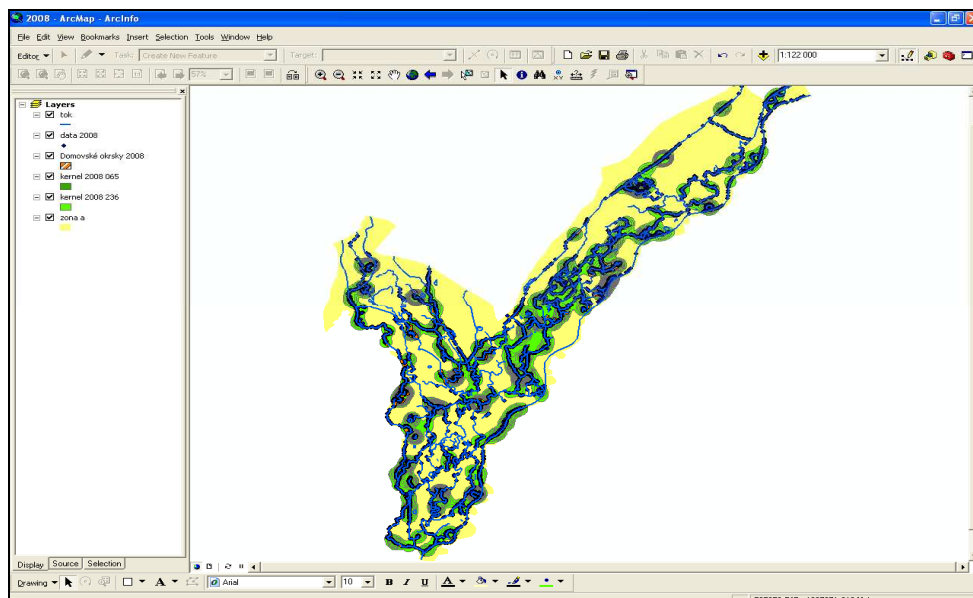 2008 - ArcMap - ArcInfo
File Edit View Bookmarks Insert Selection Tools Window Help
Editor Task: Create New Feature Target: 1:122 000
57%
Layers
tok
data 2008
Domovské okrsky 2008
kernel 2008 065
kernel 2008 236
zona a
Display Source Selection
Drawing A Arial 10 B I U A